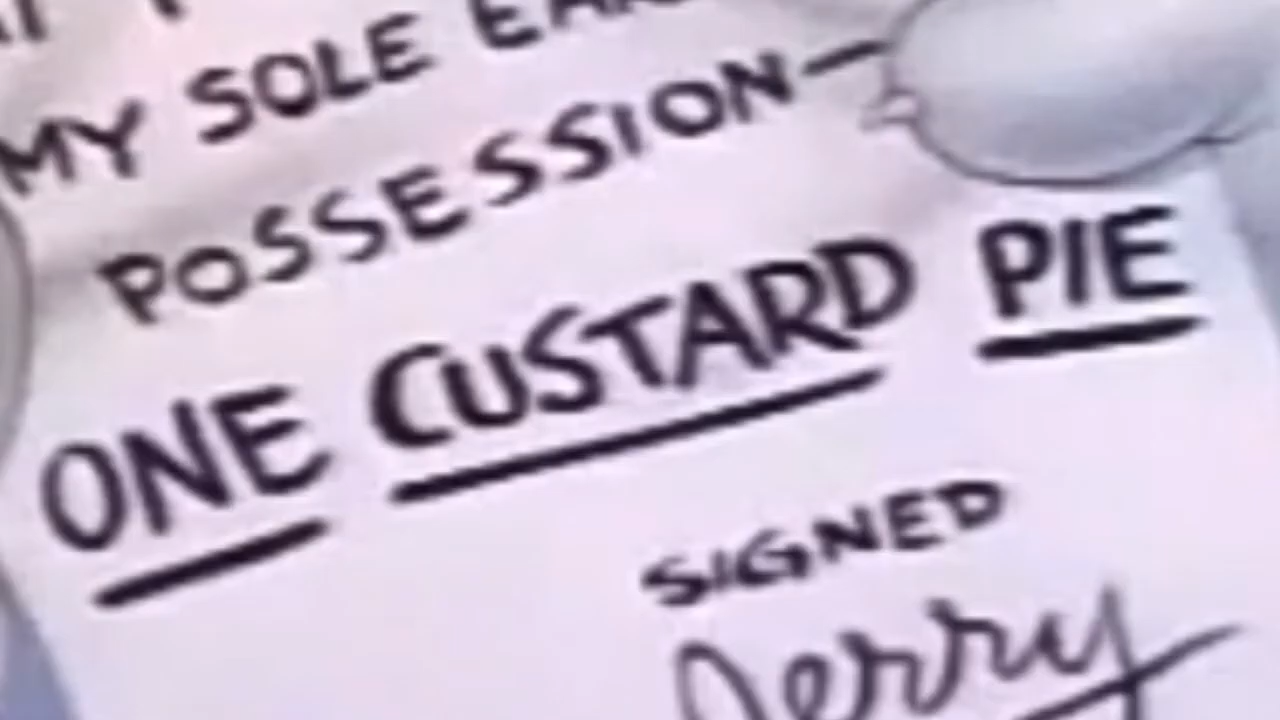 MY SOLE
POSSESSION—
ONE CUSTARD PIE
SIGNED
Jerry